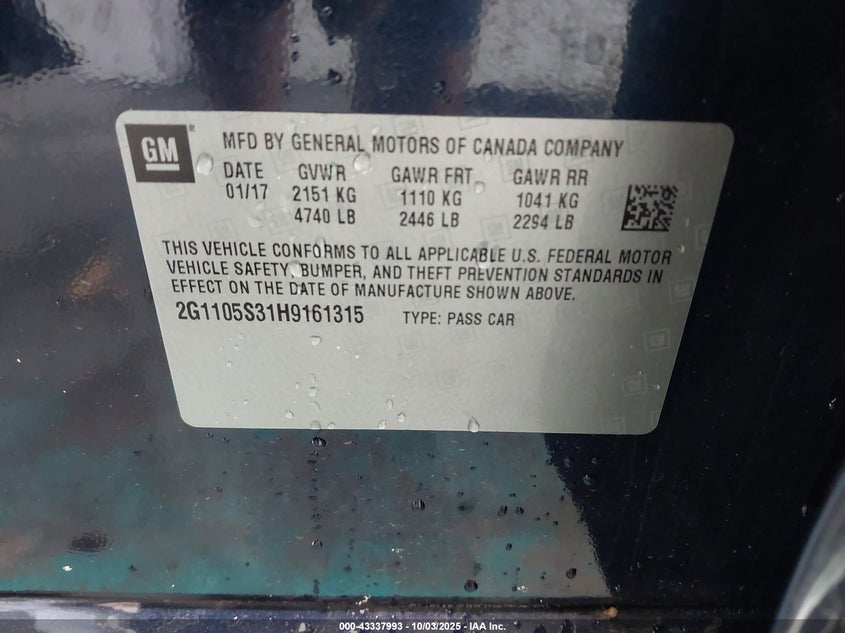 GM
MFD BY GENERAL MOTORS OF CANADA COMPANY
DATE GVWR GAWR FRT GAWR RR
01/17 2151 KG 1110 KG 1041 KG
4740 LB 2446 LB 2294 LB
THIS VEHICLE CONFORMS TO ALL APPLICABLE U.S. FEDERAL MOTOR
VEHICLE SAFETY, BUMPER, AND THEFT PREVENTION STANDARDS IN
EFFECT ON THE DATE OF MANUFACTURE SHOWN ABOVE.
2G1105S31H9161315 TYPE: PASS CAR
000-43337993 - 10/03/2025 - IAA Inc.